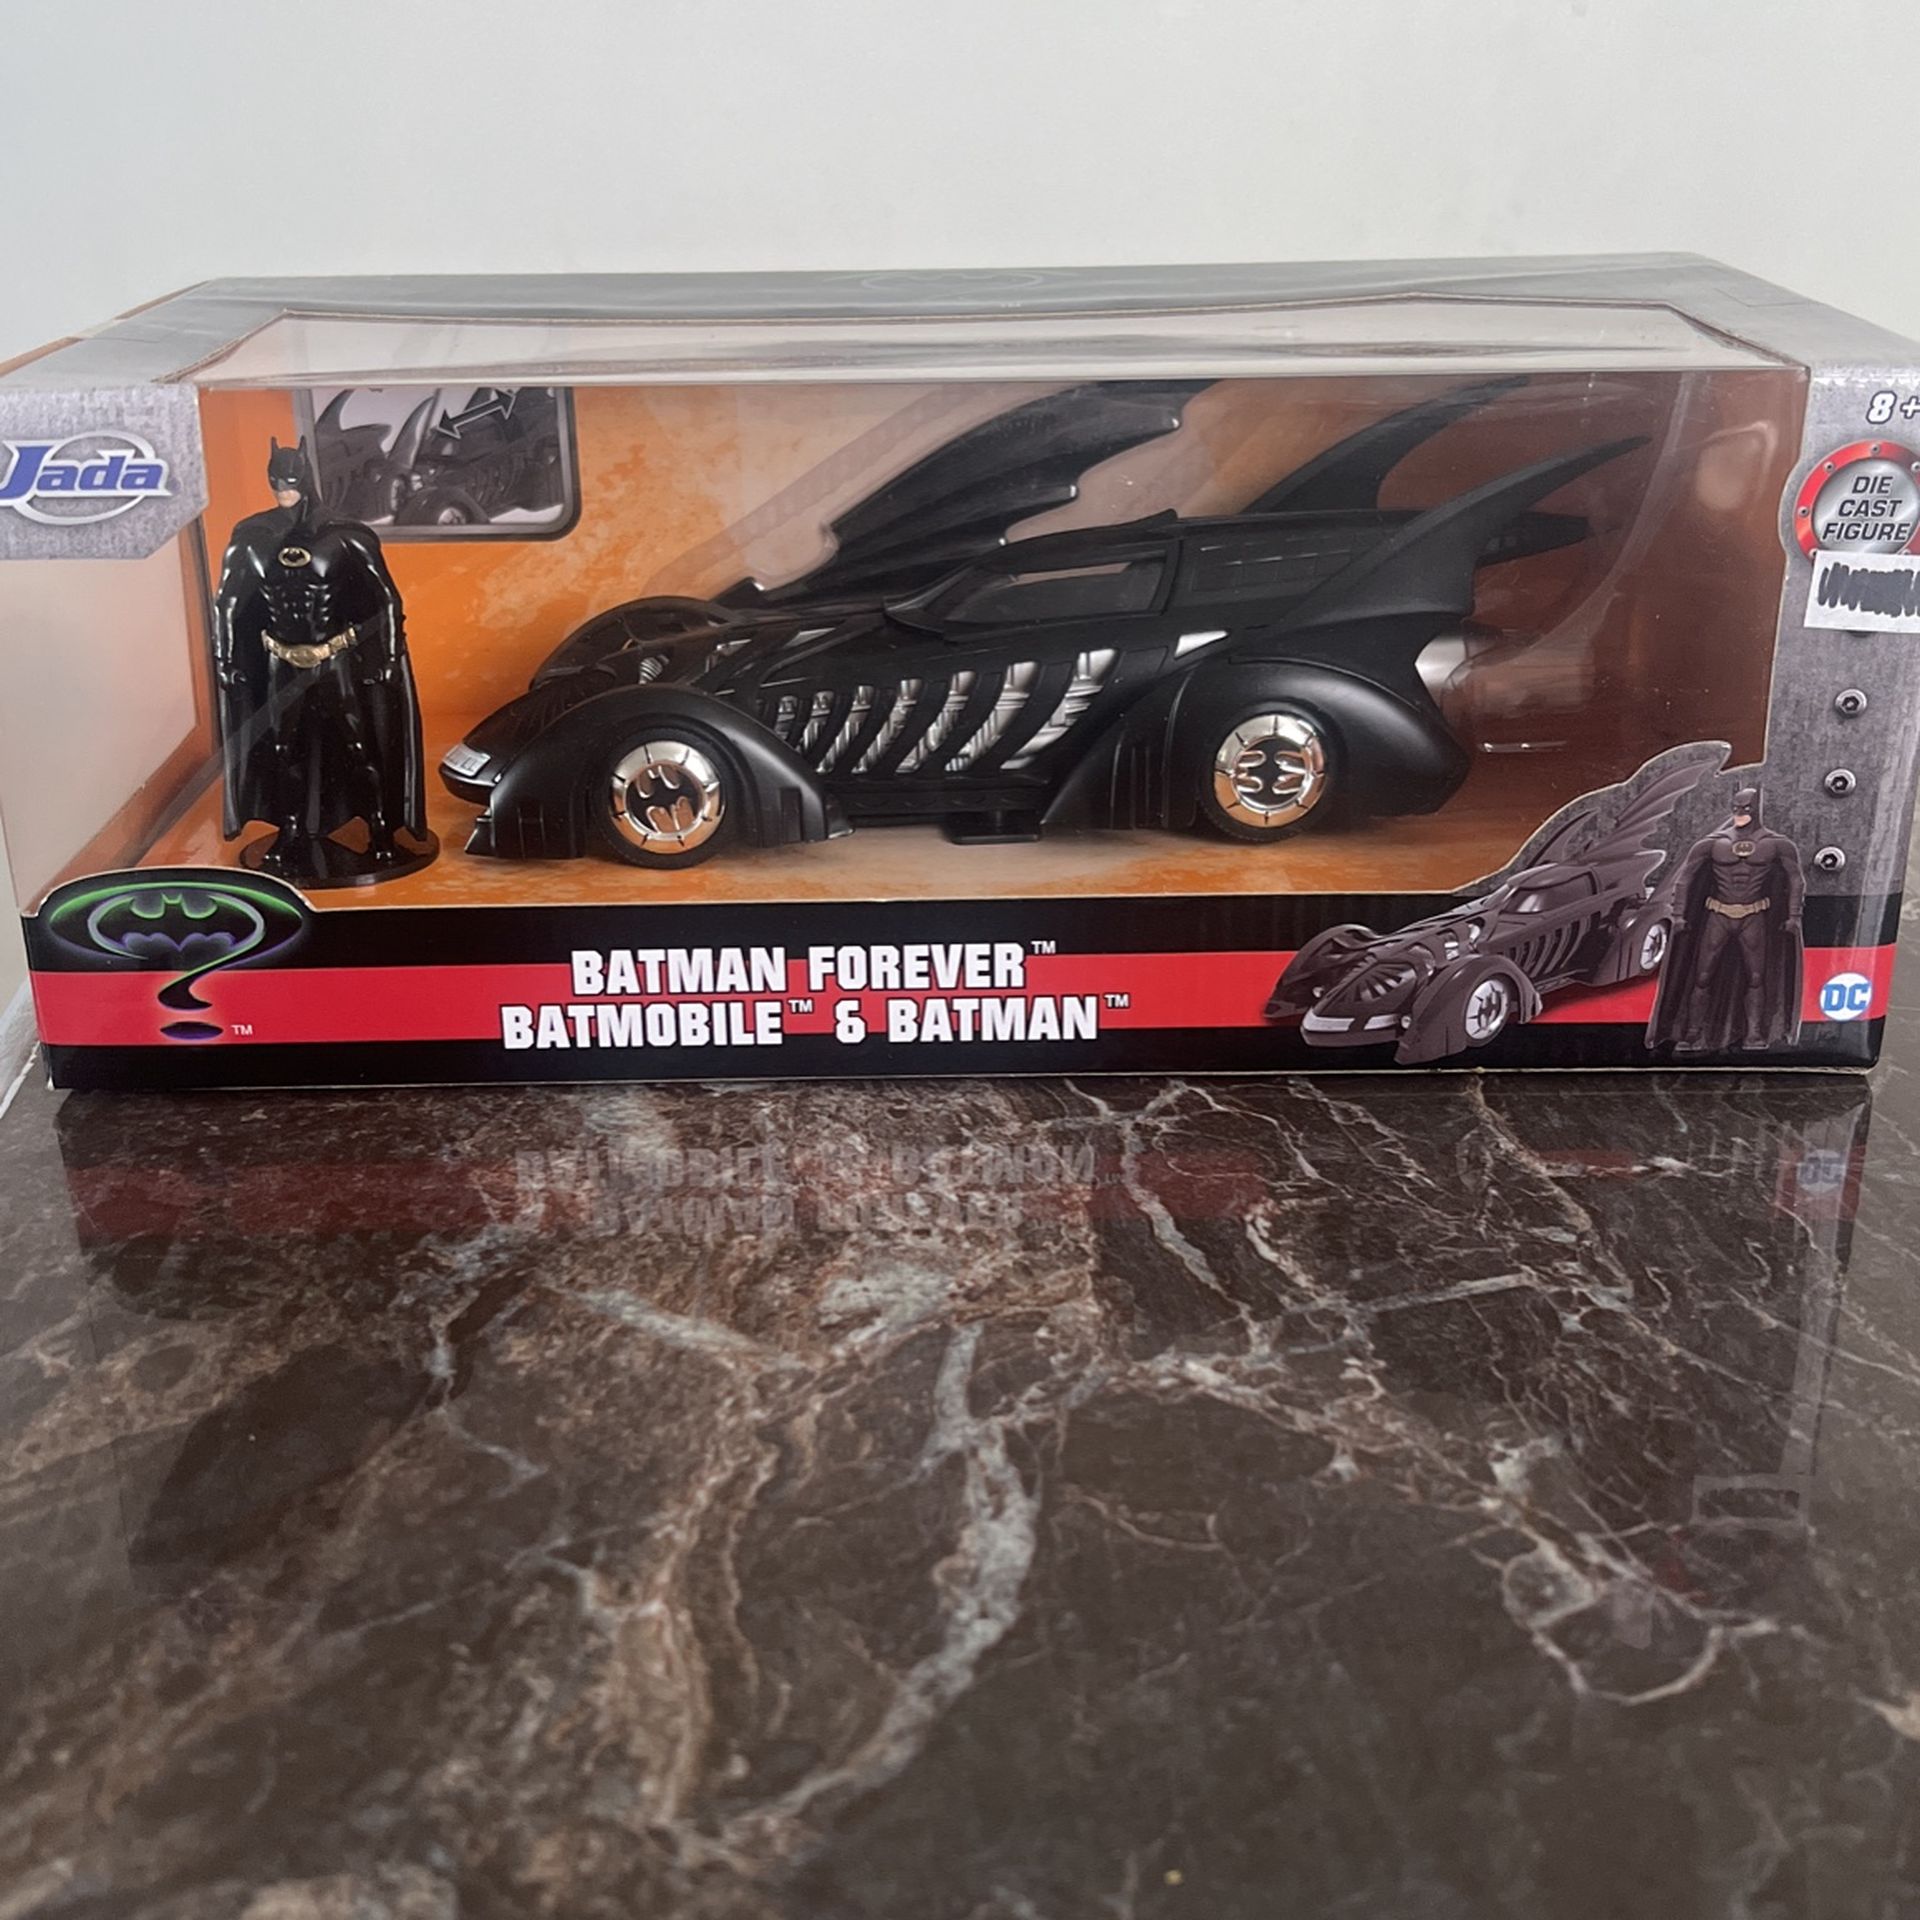 Jada
8+
DIE
CAST
FIGURE
BATMAN FOREVER™
BATMOBILE™ & BATMAN™
TM
DC